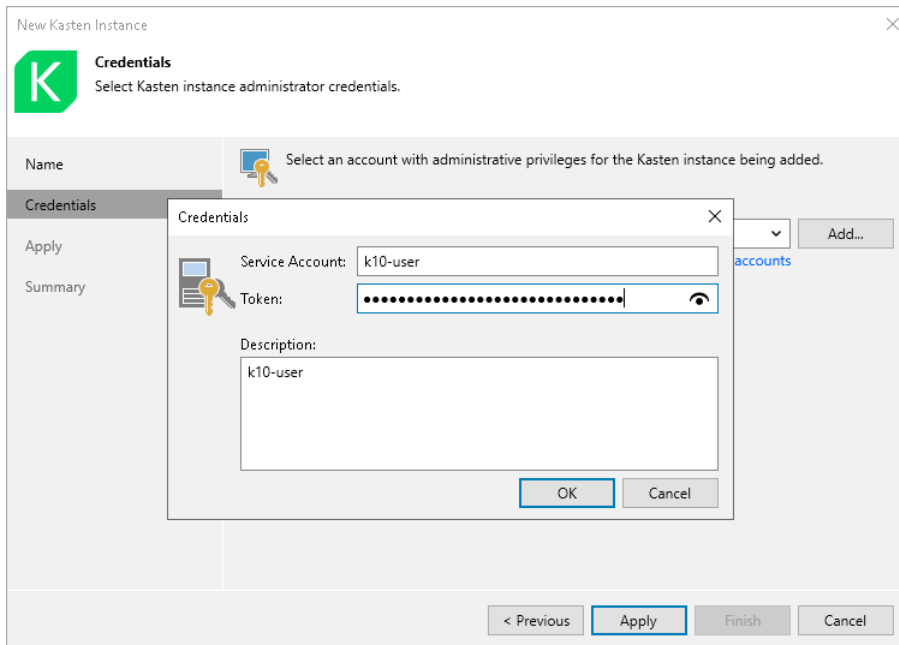 New Kasten Instance
K
Credentials
Select Kasten instance administrator credentials.
Name
Credentials
Apply
Summary
Select an account with administrative privileges for the Kasten instance being added.
Add...
accounts
Credentials
Service Account: k10-user
Token: ●●●●●●●●●●●●●●●●●●●●●●●●●●●●●●
Description:
k10-user
OK Cancel
< Previous Apply Finish Cancel